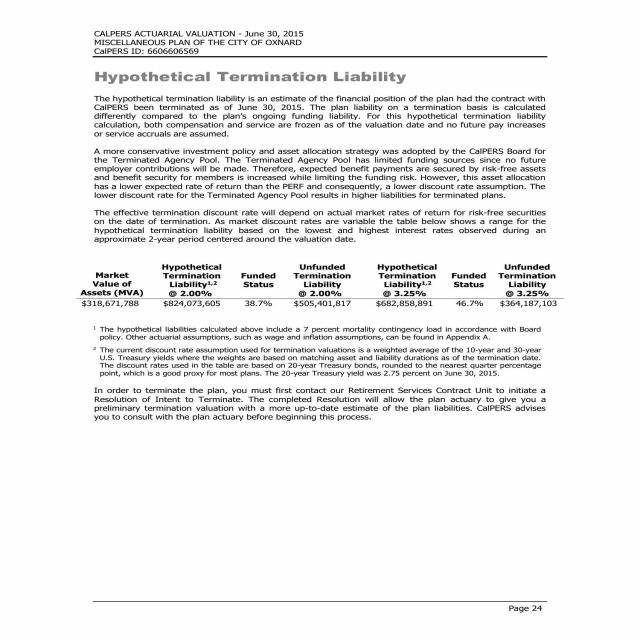 CALPERS ACTUARIAL VALUATION - June 30, 2015
MISCELLANEOUS PLAN OF THE CITY OF OXNARD
CalPERS ID: 6606606569
Hypothetical Termination Liability
The hypothetical termination liability is an estimate of the financial position of the plan had the contract with
CalPERS been terminated as of June 30, 2015. The plan liability on a termination basis is calculated
differently compared to the plan's ongoing funding liability. For this hypothetical termination liability
calculation, both compensation and service are frozen as of the valuation date and no future pay increases
or service accruals are assumed.
A more conservative investment policy and asset allocation strategy was adopted by the CalPERS Board for
the Terminated Agency Pool. The Terminated Agency Pool has limited funding sources since no future
employer contributions will be made. Therefore, expected benefit payments are secured by risk-free assets
and benefit security for members is increased while limiting the funding risk. However, this asset allocation
has a lower expected rate of return than the PERF and consequently, a lower discount rate assumption. The
lower discount rate for the Terminated Agency Pool results in higher liabilities for terminated plans.
The effective termination discount rate will depend on actual market rates of return for risk-free securities
on the date of termination. As market discount rates are variable the table below shows a range for the
hypothetical termination liability based on the lowest and highest interest rates observed during an
approximate 2-year period centered around the valuation date.
Market Value of Assets (MVA) Hypothetical Termination Liability¹,² @ 2.00% Funded Status Unfunded Termination Liability @ 2.00% Hypothetical Termination Liability¹,² @ 3.25% Funded Status Unfunded Termination Liability @ 3.25%
$318,671,788 $824,073,605 38.7% $505,401,817 $682,858,891 46.7% $364,187,103
¹ The hypothetical liabilities calculated above include a 7 percent mortality contingency load in accordance with Board
policy. Other actuarial assumptions, such as wage and inflation assumptions, can be found in Appendix A.
² The current discount rate assumption used for termination valuations is a weighted average of the 10-year and 30-year
U.S. Treasury yields where the weights are based on matching asset and liability durations as of the termination date.
The discount rates used in the table are based on 20-year Treasury bonds, rounded to the nearest quarter percentage
point, which is a good proxy for most plans. The 20-year Treasury yield was 2.75 percent on June 30, 2015.
In order to terminate the plan, you must first contact our Retirement Services Contract Unit to initiate a
Resolution of Intent to Terminate. The completed Resolution will allow the plan actuary to give you a
preliminary termination valuation with a more up-to-date estimate of the plan liabilities. CalPERS advises
you to consult with the plan actuary before beginning this process.
Page 24